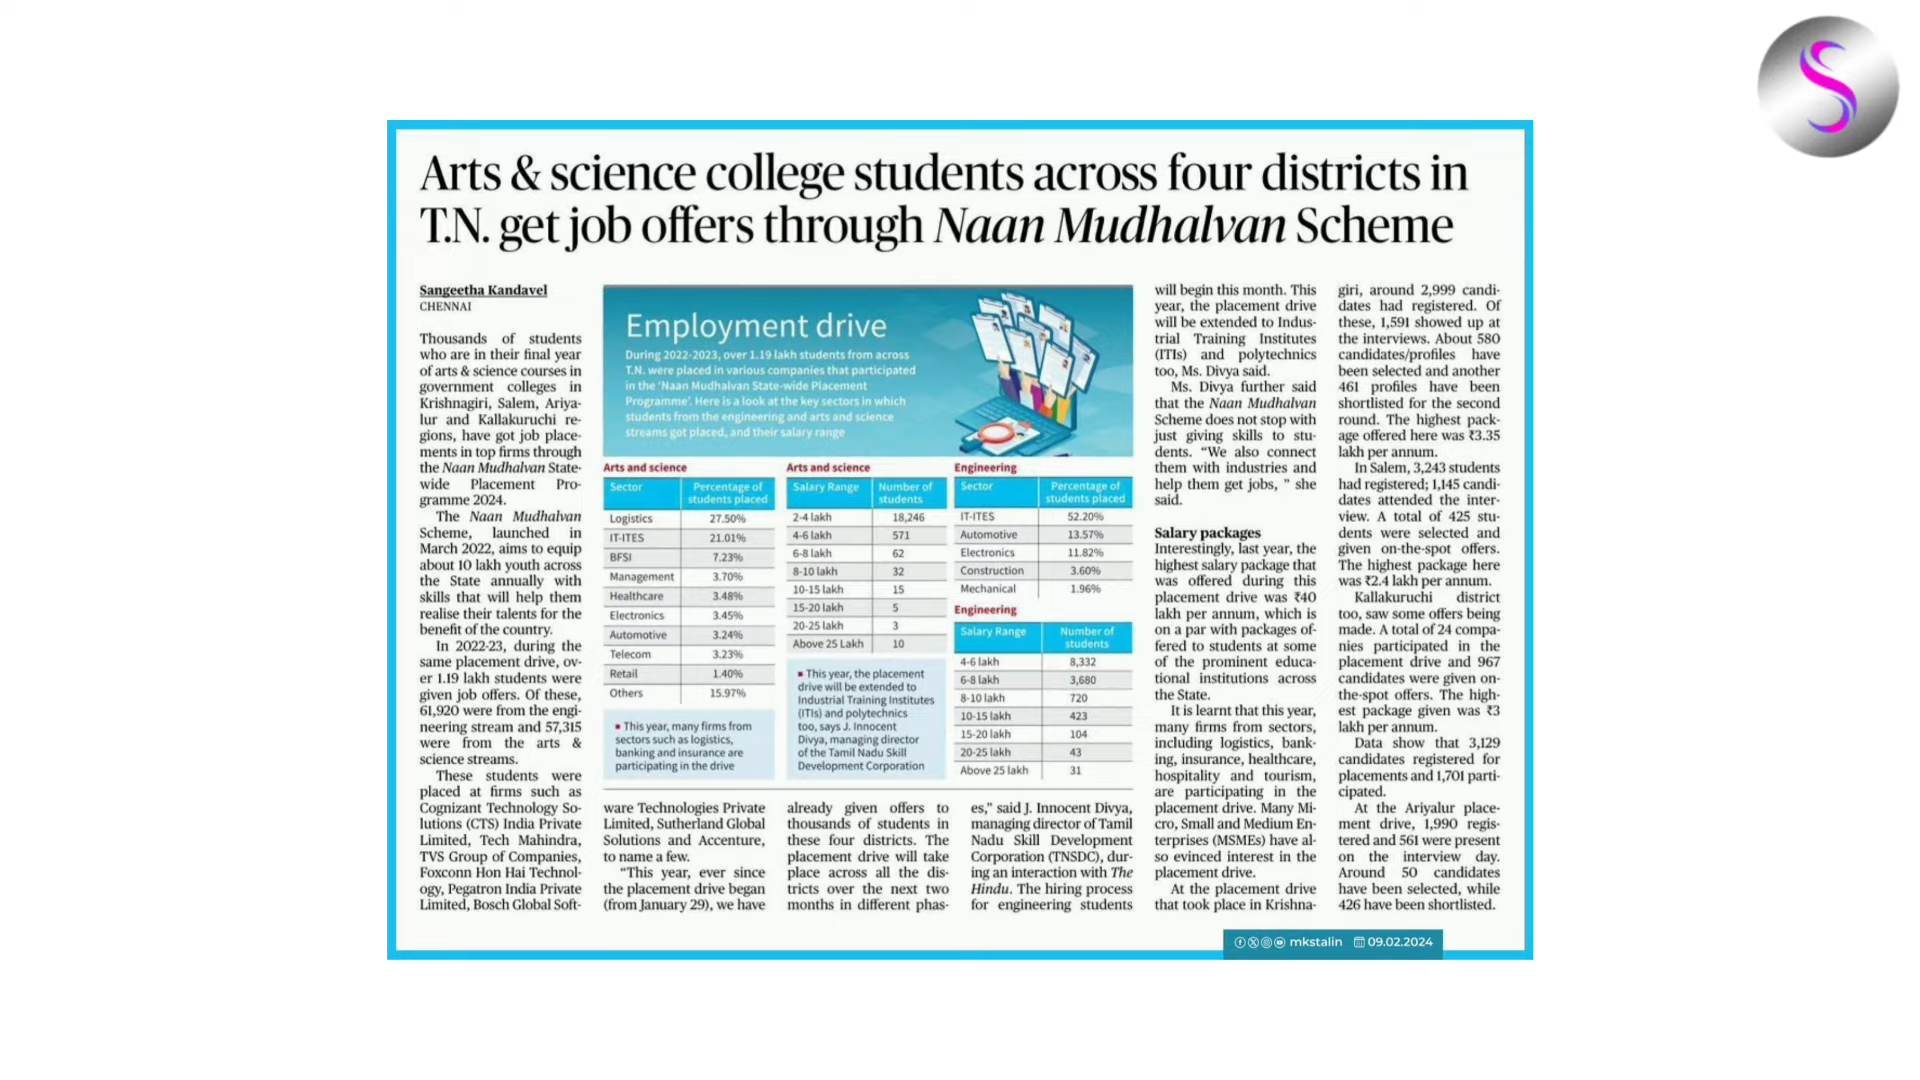 Arts & science college students across four districts in
T.N. get job offers through Naan Mudhalvan Scheme
Sangeetha Kandavel
CHENNAI
Thousands of students
who are in their final year
of arts & science courses in
government colleges in
Krishnagiri, Salem, Ariya-
lur and Kallakuruchi re-
gions, have got job place-
ments in top firms through
the Naan Mudhalvan State-
wide Placement Pro-
gramme 2024.
The Naan Mudhalvan
Scheme, launched in
March 2022, aims to equip
about 10 lakh youth across
the State annually with
skills that will help them
realise their talents for the
benefit of the country.
In 2022-23, during the
same placement drive, ov-
er 1.19 lakh students were
given job offers. Of these,
61,920 were from the engi-
neering stream and 57,315
were from the arts &
science streams.
These students were
placed at firms such as
Cognizant Technology So-
lutions (CTS) India Private
Limited, Tech Mahindra,
TVS Group of Companies,
Foxconn Hon Hai Technol-
ogy, Pegatron India Private
Limited, Bosch Global Soft-
Employment drive
During 2022-2023, over 1.19 lakh students from across
T.N. were placed in various companies that participated
in the 'Naan Mudhalvan State-wide Placement
Programme'. Here is a look at the key sectors in which
students from the engineering and arts and science
streams got placed, and their salary range
Arts and science
Sector Percentage of students placed
Logistics 27.50%
IT-ITES 21.01%
BFSI 7.23%
Management 3.70%
Healthcare 3.48%
Electronics 3.45%
Automotive 3.24%
Telecom 3.23%
Retail 1.40%
Others 15.97%
▪ This year, many firms from
sectors such as logistics,
banking and insurance are
participating in the drive
Arts and science
Salary Range Number of students
2-4 lakh 18,246
4-6 lakh 571
6-8 lakh 62
8-10 lakh 32
10-15 lakh 15
15-20 lakh 5
20-25 lakh 3
Above 25 Lakh 10
▪ This year, the placement
drive will be extended to
Industrial Training Institutes
(ITIs) and polytechnics
too, says J. Innocent
Divya, managing director
of the Tamil Nadu Skill
Development Corporation
Engineering
Sector Percentage of students placed
IT-ITES 52.20%
Automotive 13.57%
Electronics 11.82%
Construction 3.60%
Mechanical 1.96%
Engineering
Salary Range Number of students
4-6 lakh 8,332
6-8 lakh 3,680
8-10 lakh 720
10-15 lakh 423
15-20 lakh 104
20-25 lakh 43
Above 25 lakh 31
ware Technologies Private
Limited, Sutherland Global
Solutions and Accenture,
to name a few.
"This year, ever since
the placement drive began
(from January 29), we have
already given offers to
thousands of students in
these four districts. The
placement drive will take
place across all the dis-
tricts over the next two
months in different phas-
es," said J. Innocent Divya,
managing director of Tamil
Nadu Skill Development
Corporation (TNSDC), dur-
ing an interaction with The
Hindu. The hiring process
for engineering students
will begin this month. This
year, the placement drive
will be extended to Indus-
trial Training Institutes
(ITIs) and polytechnics
too, Ms. Divya said.
Ms. Divya further said
that the Naan Mudhalvan
Scheme does not stop with
just giving skills to stu-
dents. "We also connect
them with industries and
help them get jobs, " she
said.
Salary packages
Interestingly, last year, the
highest salary package that
was offered during this
placement drive was ₹40
lakh per annum, which is
on a par with packages of-
fered to students at some
of the prominent educa-
tional institutions across
the State.
It is learnt that this year,
many firms from sectors,
including logistics, bank-
ing, insurance, healthcare,
hospitality and tourism,
are participating in the
placement drive. Many Mi-
cro, Small and Medium En-
terprises (MSMEs) have al-
so evinced interest in the
placement drive.
At the placement drive
that took place in Krishna-
giri, around 2,999 candi-
dates had registered. Of
these, 1,591 showed up at
the interviews. About 580
candidates/profiles have
been selected and another
461 profiles have been
shortlisted for the second
round. The highest pack-
age offered here was ₹3.35
lakh per annum.
In Salem, 3,243 students
had registered; 1,145 candi-
dates attended the inter-
view. A total of 425 stu-
dents were selected and
given on-the-spot offers.
The highest package here
was ₹2.4 lakh per annum.
Kallakuruchi district
too, saw some offers being
made. A total of 24 compa-
nies participated in the
placement drive and 967
candidates were given on-
the-spot offers. The high-
est package given was ₹3
lakh per annum.
Data show that 3,129
candidates registered for
placements and 1,701 parti-
cipated.
At the Ariyalur place-
ment drive, 1,990 regis-
tered and 561 were present
on the interview day.
Around 50 candidates
have been selected, while
426 have been shortlisted.
mkstalin 09.02.2024
S